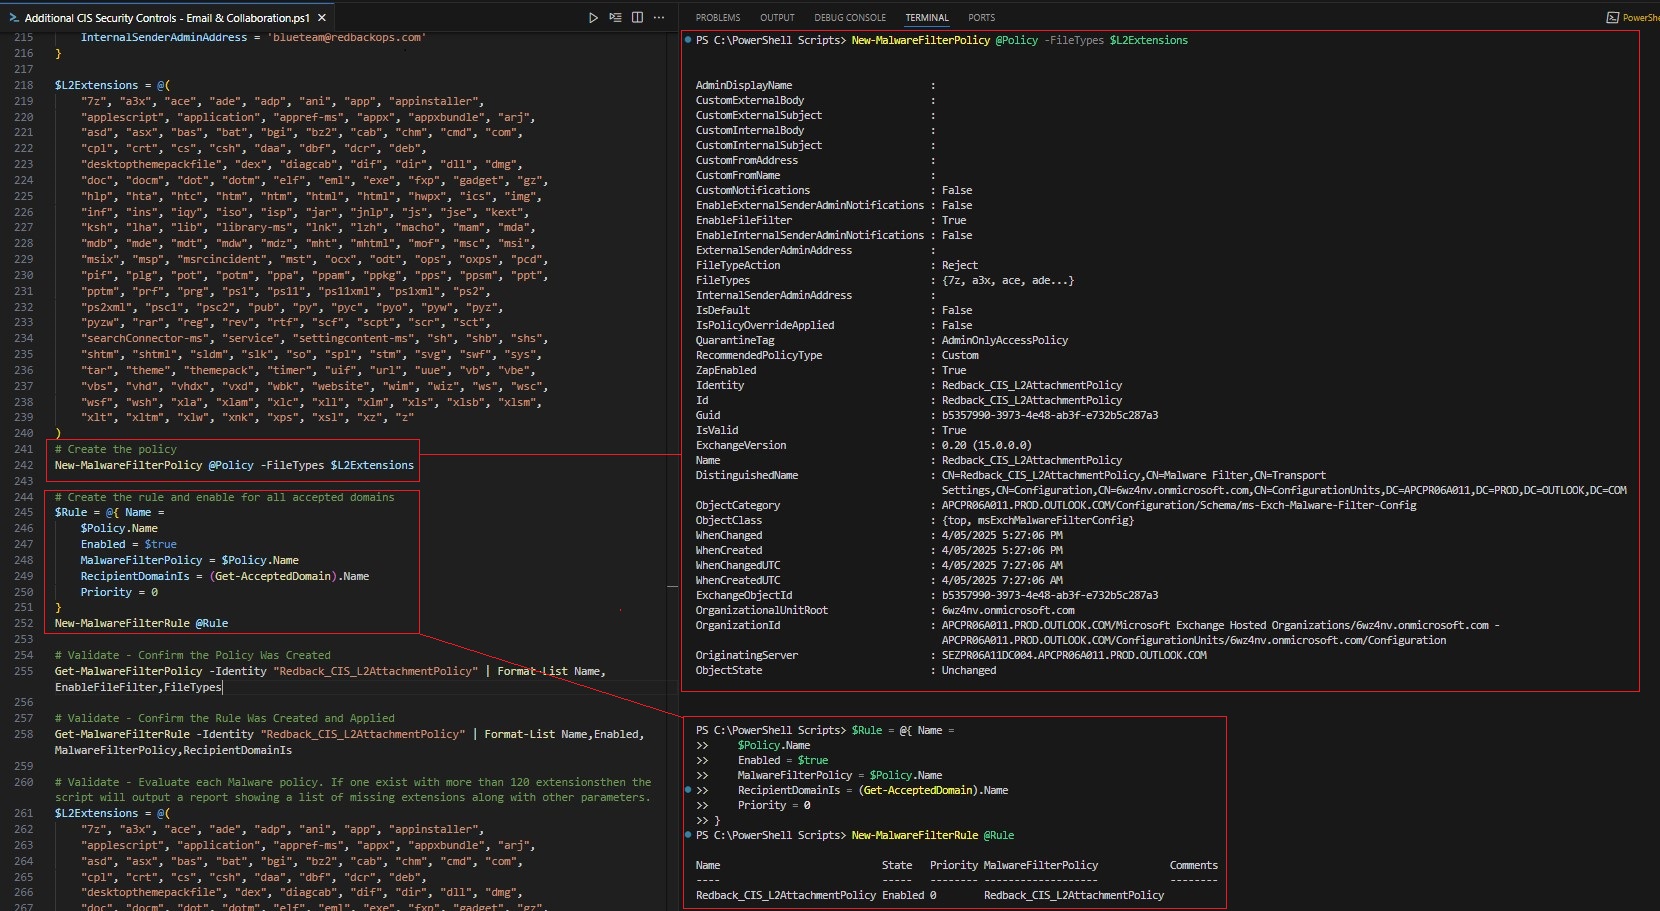 Additional CIS Security Controls - Email & Collaboration.ps1
215 InternalSenderAdminAddress = 'blueteam@redbackops.com'
216 }
217
218 $L2Extensions = @(
219 "7z", "a3x", "ace", "ade", "adp", "ani", "app", "appinstaller",
220 "applescript", "application", "appref-ms", "appx", "appxbundle", "arj",
221 "asd", "asx", "bas", "bat", "bgi", "bz2", "cab", "chm", "cmd", "com",
222 "cpl", "crt", "cs", "csh", "daa", "dbf", "dcr", "deb",
223 "desktopthemepackfile", "dex", "diagcab", "dif", "dir", "dll", "dmg",
224 "doc", "docm", "dot", "dotm", "elf", "eml", "exe", "fxp", "gadget", "gz",
225 "hlp", "hta", "htc", "htm", "htm", "html", "html", "hwpx", "ics", "img",
226 "inf", "ins", "iqy", "iso", "isp", "jar", "jnlp", "js", "jse", "kext",
227 "ksh", "lha", "lib", "library-ms", "lnk", "lzh", "macho", "mam", "mda",
228 "mdb", "mde", "mdt", "mdw", "mdz", "mht", "mhtml", "mof", "msc", "msi",
229 "msix", "msp", "msrcincident", "mst", "ocx", "odt", "ops", "oxps", "pcd",
230 "pif", "plg", "pot", "potm", "ppa", "ppam", "ppkg", "pps", "ppsm", "ppt",
231 "pptm", "prf", "prg", "ps1", "ps11", "ps11xml", "ps1xml", "ps2",
232 "ps2xml", "psc1", "psc2", "pub", "py", "pyc", "pyo", "pyw", "pyz",
233 "pyzw", "rar", "reg", "rev", "rtf", "scf", "scpt", "scr", "sct",
234 "searchConnector-ms", "service", "settingcontent-ms", "sh", "shb", "shs",
235 "shtm", "shtml", "sldm", "slk", "so", "spl", "stm", "svg", "swf", "sys",
236 "tar", "theme", "themepack", "timer", "uif", "url", "uue", "vb", "vbe",
237 "vbs", "vhd", "vhdx", "vxd", "wbk", "website", "wim", "wiz", "ws", "wsc",
238 "wsf", "wsh", "xla", "xlam", "xlc", "xll", "xlm", "xls", "xlsb", "xlsm",
239 "xlt", "xltm", "xlw", "xnk", "xps", "xsl", "xz", "z"
240 )
241 # Create the policy
242 New-MalwareFilterPolicy @Policy -FileTypes $L2Extensions
243
244 # Create the rule and enable for all accepted domains
245 $Rule = @{ Name =
246 $Policy.Name
247 Enabled = $true
248 MalwareFilterPolicy = $Policy.Name
249 RecipientDomainIs = (Get-AcceptedDomain).Name
250 Priority = 0
251 }
252 New-MalwareFilterRule @Rule
253
254 # Validate - Confirm the Policy Was Created
255 Get-MalwareFilterPolicy -Identity "Redback_CIS_L2AttachmentPolicy" | Format-List Name,
EnableFileFilter,FileTypes
256
257 # Validate - Confirm the Rule Was Created and Applied
258 Get-MalwareFilterRule -Identity "Redback_CIS_L2AttachmentPolicy" | Format-List Name,Enabled,
MalwareFilterPolicy,RecipientDomainIs
259
260 # Validate - Evaluate each Malware policy. If one exist with more than 120 extensionsthen the
script will output a report showing a list of missing extensions along with other parameters.
261 $L2Extensions = @(
262 "7z", "a3x", "ace", "ade", "adp", "ani", "app", "appinstaller",
263 "applescript", "application", "appref-ms", "appx", "appxbundle", "arj",
264 "asd", "asx", "bas", "bat", "bgi", "bz2", "cab", "chm", "cmd", "com",
265 "cpl", "crt", "cs", "csh", "daa", "dbf", "dcr", "deb",
266 "desktopthemepackfile", "dex", "diagcab", "dif", "dir", "dll", "dmg",
267 "doc", "docm", "dot", "dotm", "elf", "eml", "exe", "fxp", "gadget", "gz",
PROBLEMS OUTPUT DEBUG CONSOLE TERMINAL PORTS
PS C:\PowerShell Scripts> New-MalwareFilterPolicy @Policy -FileTypes $L2Extensions
AdminDisplayName :
CustomExternalBody :
CustomExternalSubject :
CustomInternalBody :
CustomInternalSubject :
CustomFromAddress :
CustomFromName :
CustomNotifications : False
EnableExternalSenderAdminNotifications : False
EnableFileFilter : True
EnableInternalSenderAdminNotifications : False
ExternalSenderAdminAddress :
FileTypeAction : Reject
FileTypes : {7z, a3x, ace, ade...}
InternalSenderAdminAddress :
IsDefault : False
IsPolicyOverrideApplied : False
QuarantineTag : AdminOnlyAccessPolicy
RecommendedPolicyType : Custom
ZapEnabled : True
Identity : Redback_CIS_L2AttachmentPolicy
Id : Redback_CIS_L2AttachmentPolicy
Guid : b5357990-3973-4e48-ab3f-e732b5c287a3
IsValid : True
ExchangeVersion : 0.20 (15.0.0.0)
Name : Redback_CIS_L2AttachmentPolicy
DistinguishedName : CN=Redback_CIS_L2AttachmentPolicy,CN=Malware Filter,CN=Transport
Settings,CN=Configuration,CN=6wz4nv.onmicrosoft.com,CN=ConfigurationUnits,DC=APCPR06A011,DC=PROD,DC=OUTLOOK,DC=COM
ObjectCategory : APCPR06A011.PROD.OUTLOOK.COM/Configuration/Schema/ms-Exch-Malware-Filter-Config
ObjectClass : {top, msExchMalwareFilterConfig}
WhenChanged : 4/05/2025 5:27:06 PM
WhenCreated : 4/05/2025 5:27:06 PM
WhenChangedUTC : 4/05/2025 7:27:06 AM
WhenCreatedUTC : 4/05/2025 7:27:06 AM
ExchangeObjectId : b5357990-3973-4e48-ab3f-e732b5c287a3
OrganizationalUnitRoot : 6wz4nv.onmicrosoft.com
OrganizationId : APCPR06A011.PROD.OUTLOOK.COM/Microsoft Exchange Hosted Organizations/6wz4nv.onmicrosoft.com -
APCPR06A011.PROD.OUTLOOK.COM/ConfigurationUnits/6wz4nv.onmicrosoft.com/Configuration
OriginatingServer : SEZPR06A11DC004.APCPR06A011.PROD.OUTLOOK.COM
ObjectState : Unchanged
PS C:\PowerShell Scripts> $Rule = @{ Name =
>> $Policy.Name
>> Enabled = $true
>> MalwareFilterPolicy = $Policy.Name
>> RecipientDomainIs = (Get-AcceptedDomain).Name
>> Priority = 0
>> }
PS C:\PowerShell Scripts> New-MalwareFilterRule @Rule
Name State Priority MalwareFilterPolicy Comments
---- ----- -------- ------------------- --------
Redback_CIS_L2AttachmentPolicy Enabled 0 Redback_CIS_L2AttachmentPolicy